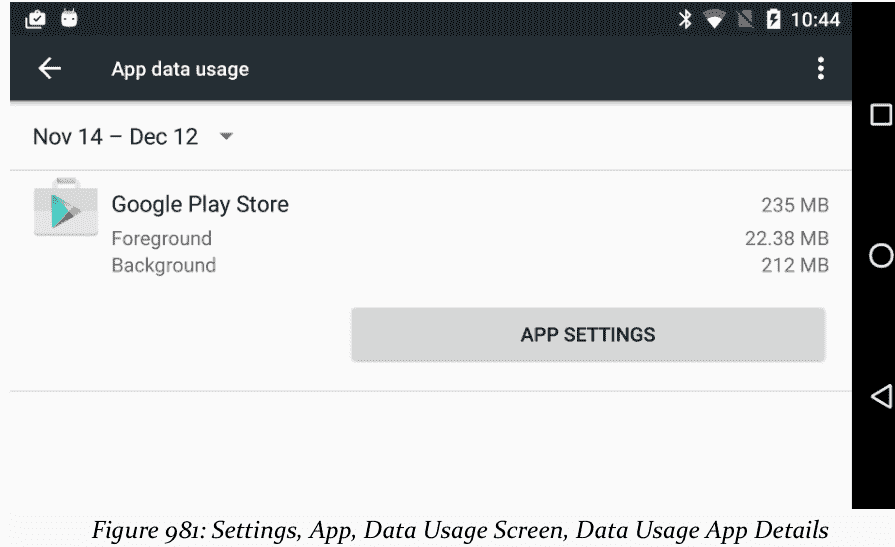 10:44
App data usage
Nov 14 – Dec 12
Google Play Store 235 MB
Foreground 22.38 MB
Background 212 MB
APP SETTINGS
Figure 981: Settings, App, Data Usage Screen, Data Usage App Details